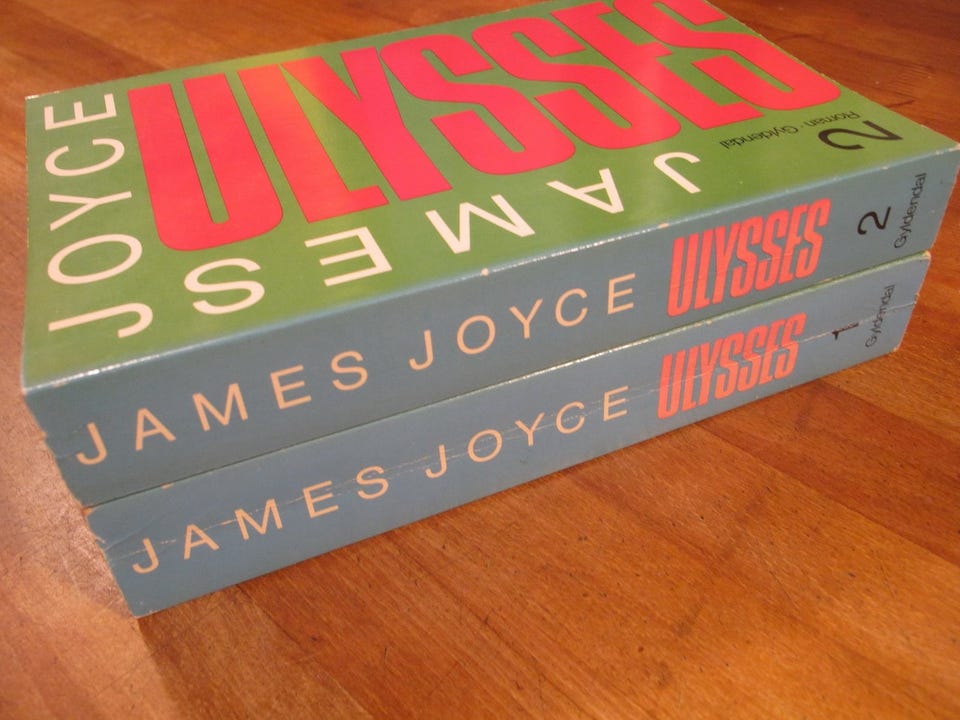 JAMES
JOYCE
ULYSSES
2
Roman · Gyldendal
JAMES JOYCE ULYSSES 2 Gyldendal
JAMES JOYCE ULYSSES 1 Gyldendal